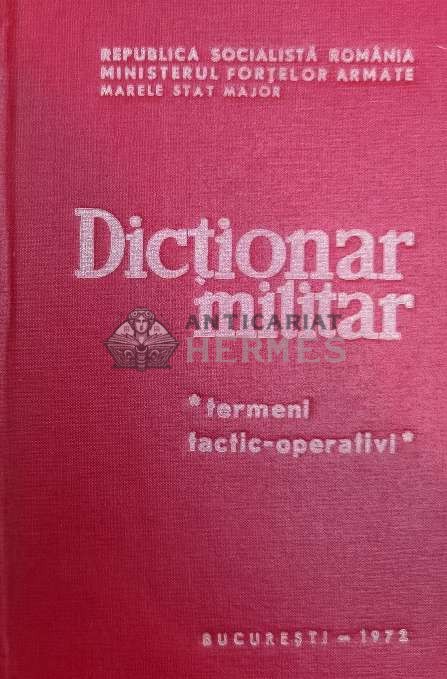 REPUBLICA SOCIALISTĂ ROMÂNIA
MINISTERUL FORȚELOR ARMATE
MARELE STAT MAJOR
Dicționar
militar
ANTICARIAT
HERMES
*termeni
tactic-operativi*
BUCUREȘTI – 1972